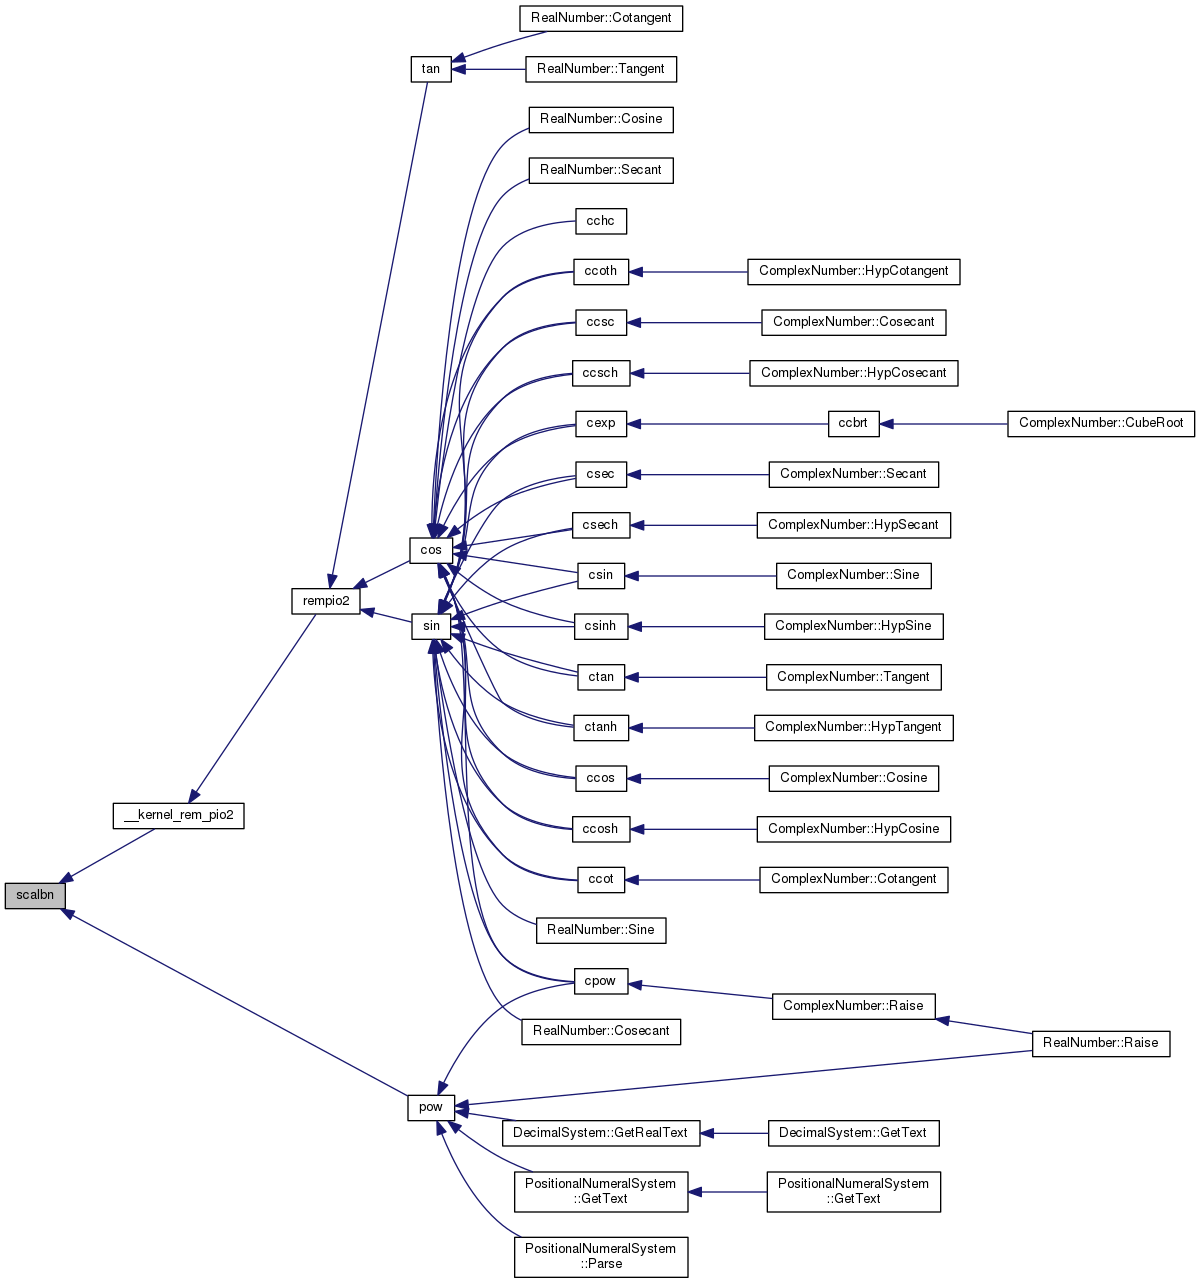 RealNumber::Cotangent
tan
RealNumber::Tangent
RealNumber::Cosine
RealNumber::Secant
cchc
ccoth
ComplexNumber::HypCotangent
ccsc
ComplexNumber::Cosecant
ccsch
ComplexNumber::HypCosecant
cexp
ccbrt
ComplexNumber::CubeRoot
csec
ComplexNumber::Secant
csech
ComplexNumber::HypSecant
cos
csin
ComplexNumber::Sine
rempio2
sin
csinh
ComplexNumber::HypSine
ctan
ComplexNumber::Tangent
ctanh
ComplexNumber::HypTangent
ccos
ComplexNumber::Cosine
__kernel_rem_pio2
ccosh
ComplexNumber::HypCosine
scalbn
ccot
ComplexNumber::Cotangent
RealNumber::Sine
cpow
ComplexNumber::Raise
RealNumber::Cosecant
RealNumber::Raise
pow
DecimalSystem::GetRealText
DecimalSystem::GetText
PositionalNumeralSystem
::GetText
PositionalNumeralSystem
::GetText
PositionalNumeralSystem
::Parse